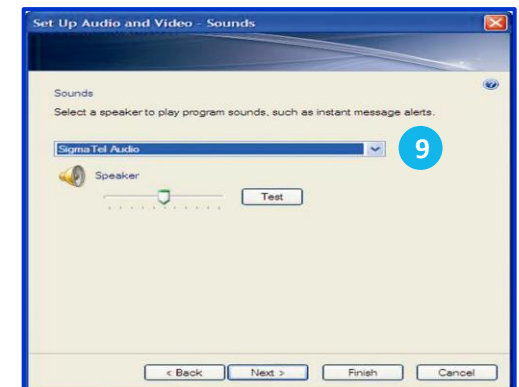 Set Up Audio and Video - Sounds
Sounds
Select a speaker to play program sounds, such as instant message alerts.
SigmaTel Audio
9
Speaker
Test
< Back Next > Finish Cancel